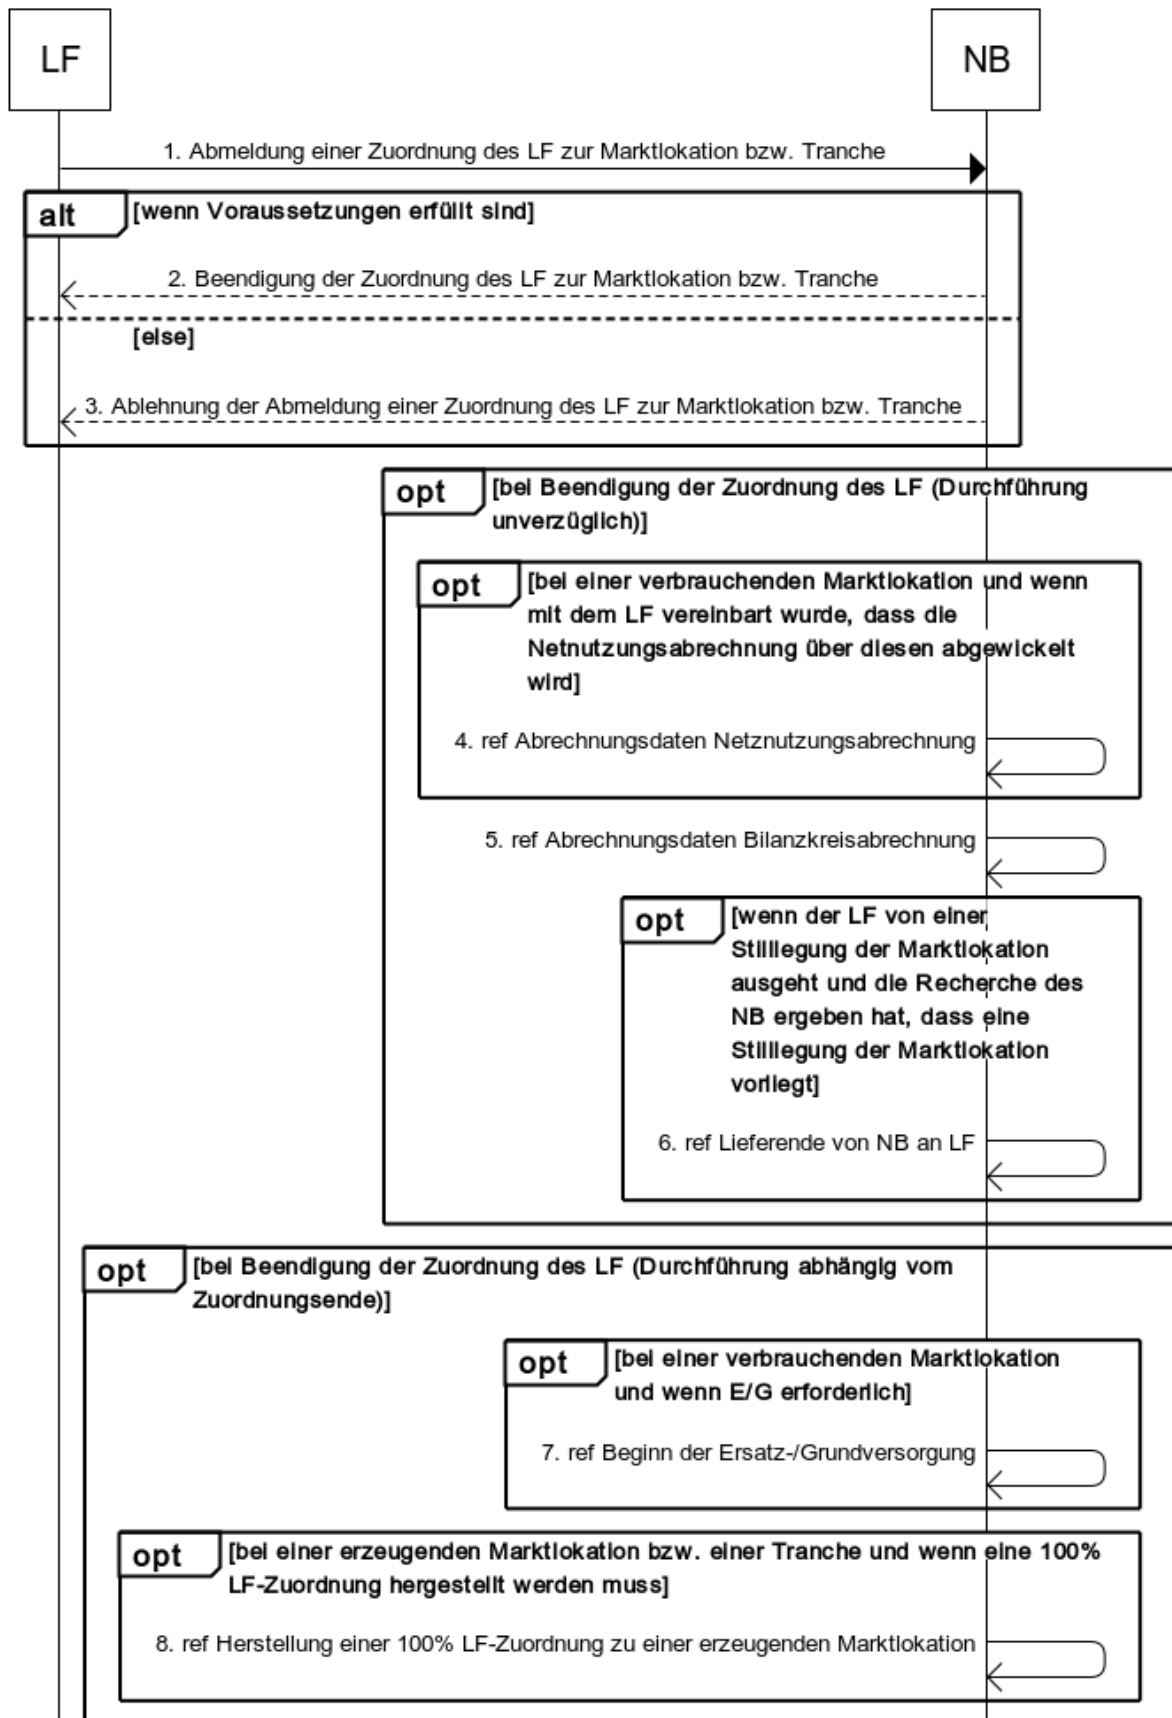 LF
NB
1. Abmeldung einer Zuordnung des LF zur Marktlokation bzw. Tranche
alt
[wenn Voraussetzungen erfüllt sind]
2. Beendigung der Zuordnung des LF zur Marktlokation bzw. Tranche
[else]
3. Ablehnung der Abmeldung einer Zuordnung des LF zur Marktlokation bzw. Tranche
opt
[bei Beendigung der Zuordnung des LF (Durchführung
unverzüglich)]
opt
[bei einer verbrauchenden Marktlokation und wenn
mit dem LF vereinbart wurde, dass die
Netnutzungsabrechnung über diesen abgewickelt
wird]
4. ref Abrechnungsdaten Netznutzungsabrechnung
5. ref Abrechnungsdaten Bilanzkreisabrechnung
opt
[wenn der LF von einer
Stilllegung der Marktlokation
ausgeht und die Recherche des
NB ergeben hat, dass eine
Stilllegung der Marktlokation
vorliegt]
6. ref Lieferende von NB an LF
opt
[bei Beendigung der Zuordnung des LF (Durchführung abhängig vom
Zuordnungsende)]
opt
[bei einer verbrauchenden Marktlokation
und wenn E/G erforderlich]
7. ref Beginn der Ersatz-/Grundversorgung
opt
[bei einer erzeugenden Marktlokation bzw. einer Tranche und wenn eine 100%
LF-Zuordnung hergestellt werden muss]
8. ref Herstellung einer 100% LF-Zuordnung zu einer erzeugenden Marktlokation